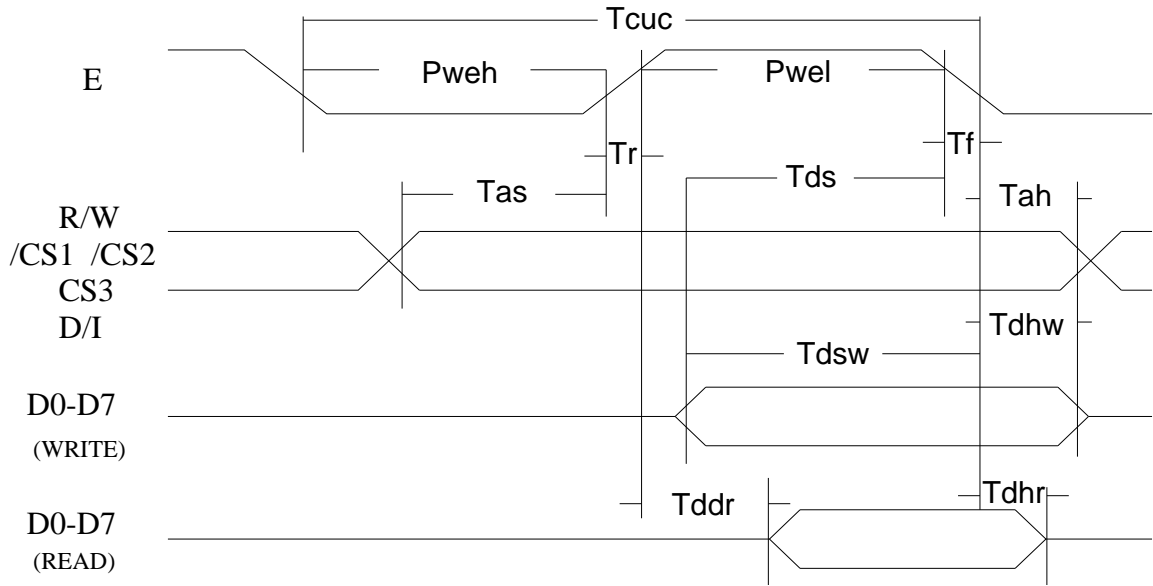 Tcuc
E
Pweh
Pwel
Tr
Tf
Tas
Tds
Tah
R/W
/CS1 /CS2
CS3
D/I
Tdhw
Tdsw
D0-D7
(WRITE)
Tddr
Tdhr
D0-D7
(READ)